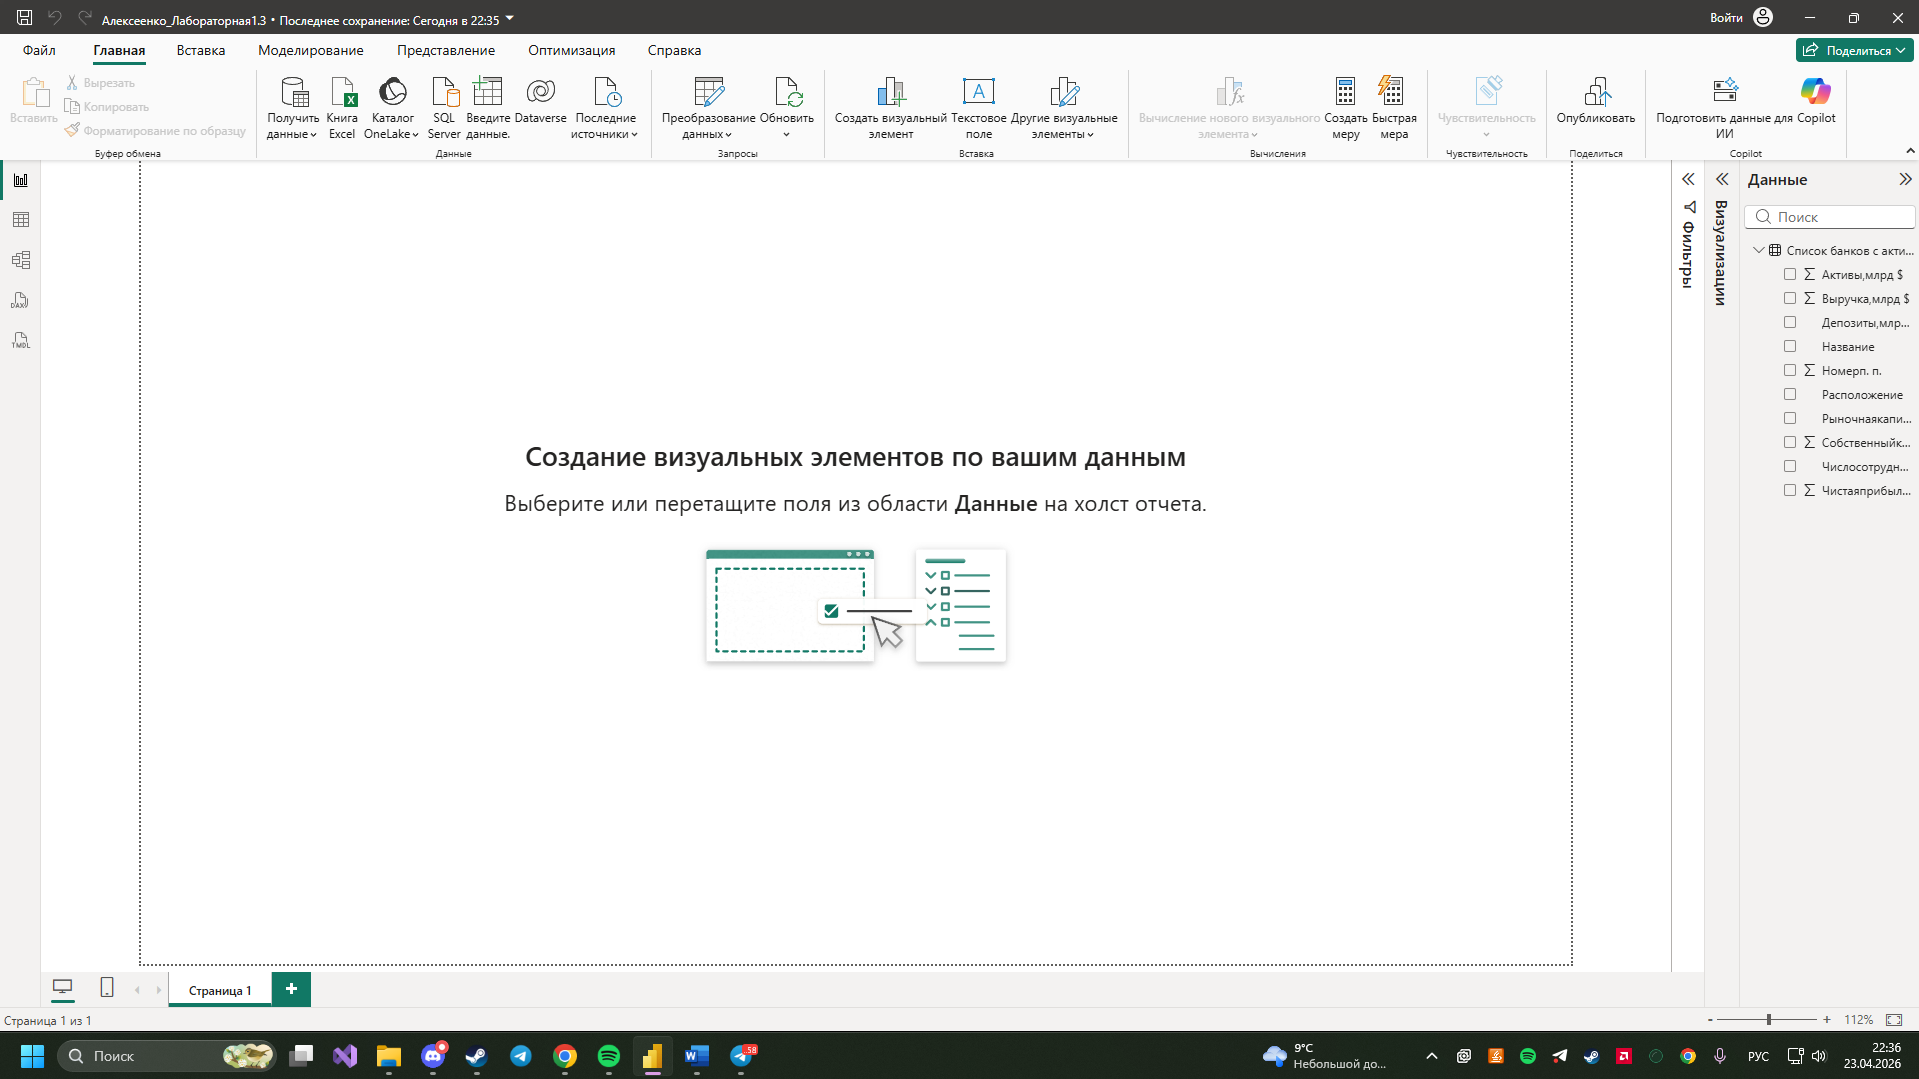 Алексеенко_Лабораторная1.3 • Последнее сохранение: Сегодня в 22:35
Войти
Файл
Главная
Вставка
Моделирование
Представление
Оптимизация
Справка
Поделиться
Вставить
Вырезать
Копировать
Форматирование по образцу
Буфер обмена
Получить данные
Книга Excel
Каталог OneLake
SQL Server
Введите данные.
Dataverse
Последние источники
Данные
Преобразование данных
Обновить
Запросы
Создать визуальный элемент
Текстовое поле
Другие визуальные элементы
Вставка
Вычисление нового визуального элемента
Создать меру
Быстрая мера
Вычисления
Чувствительность
Чувствительность
Опубликовать
Поделиться
Подготовить данные для ИИ
Copilot
Copilot
DAX
TMDL
Создание визуальных элементов по вашим данным
Выберите или перетащите поля из области Данные на холст отчета.
Фильтры
Визуализации
Данные
Поиск
Список банков с акти...
Активы,млрд $
Выручка,млрд $
Депозиты,млр...
Название
Номерп. п.
Расположение
Рыночнаякапи...
Собственныйк...
Числосотрудн...
Чистаяприбыл...
Страница 1
Страница 1 из 1
112%
Поиск
58
9°C
Небольшой до...
РУС
22:36
23.04.2026